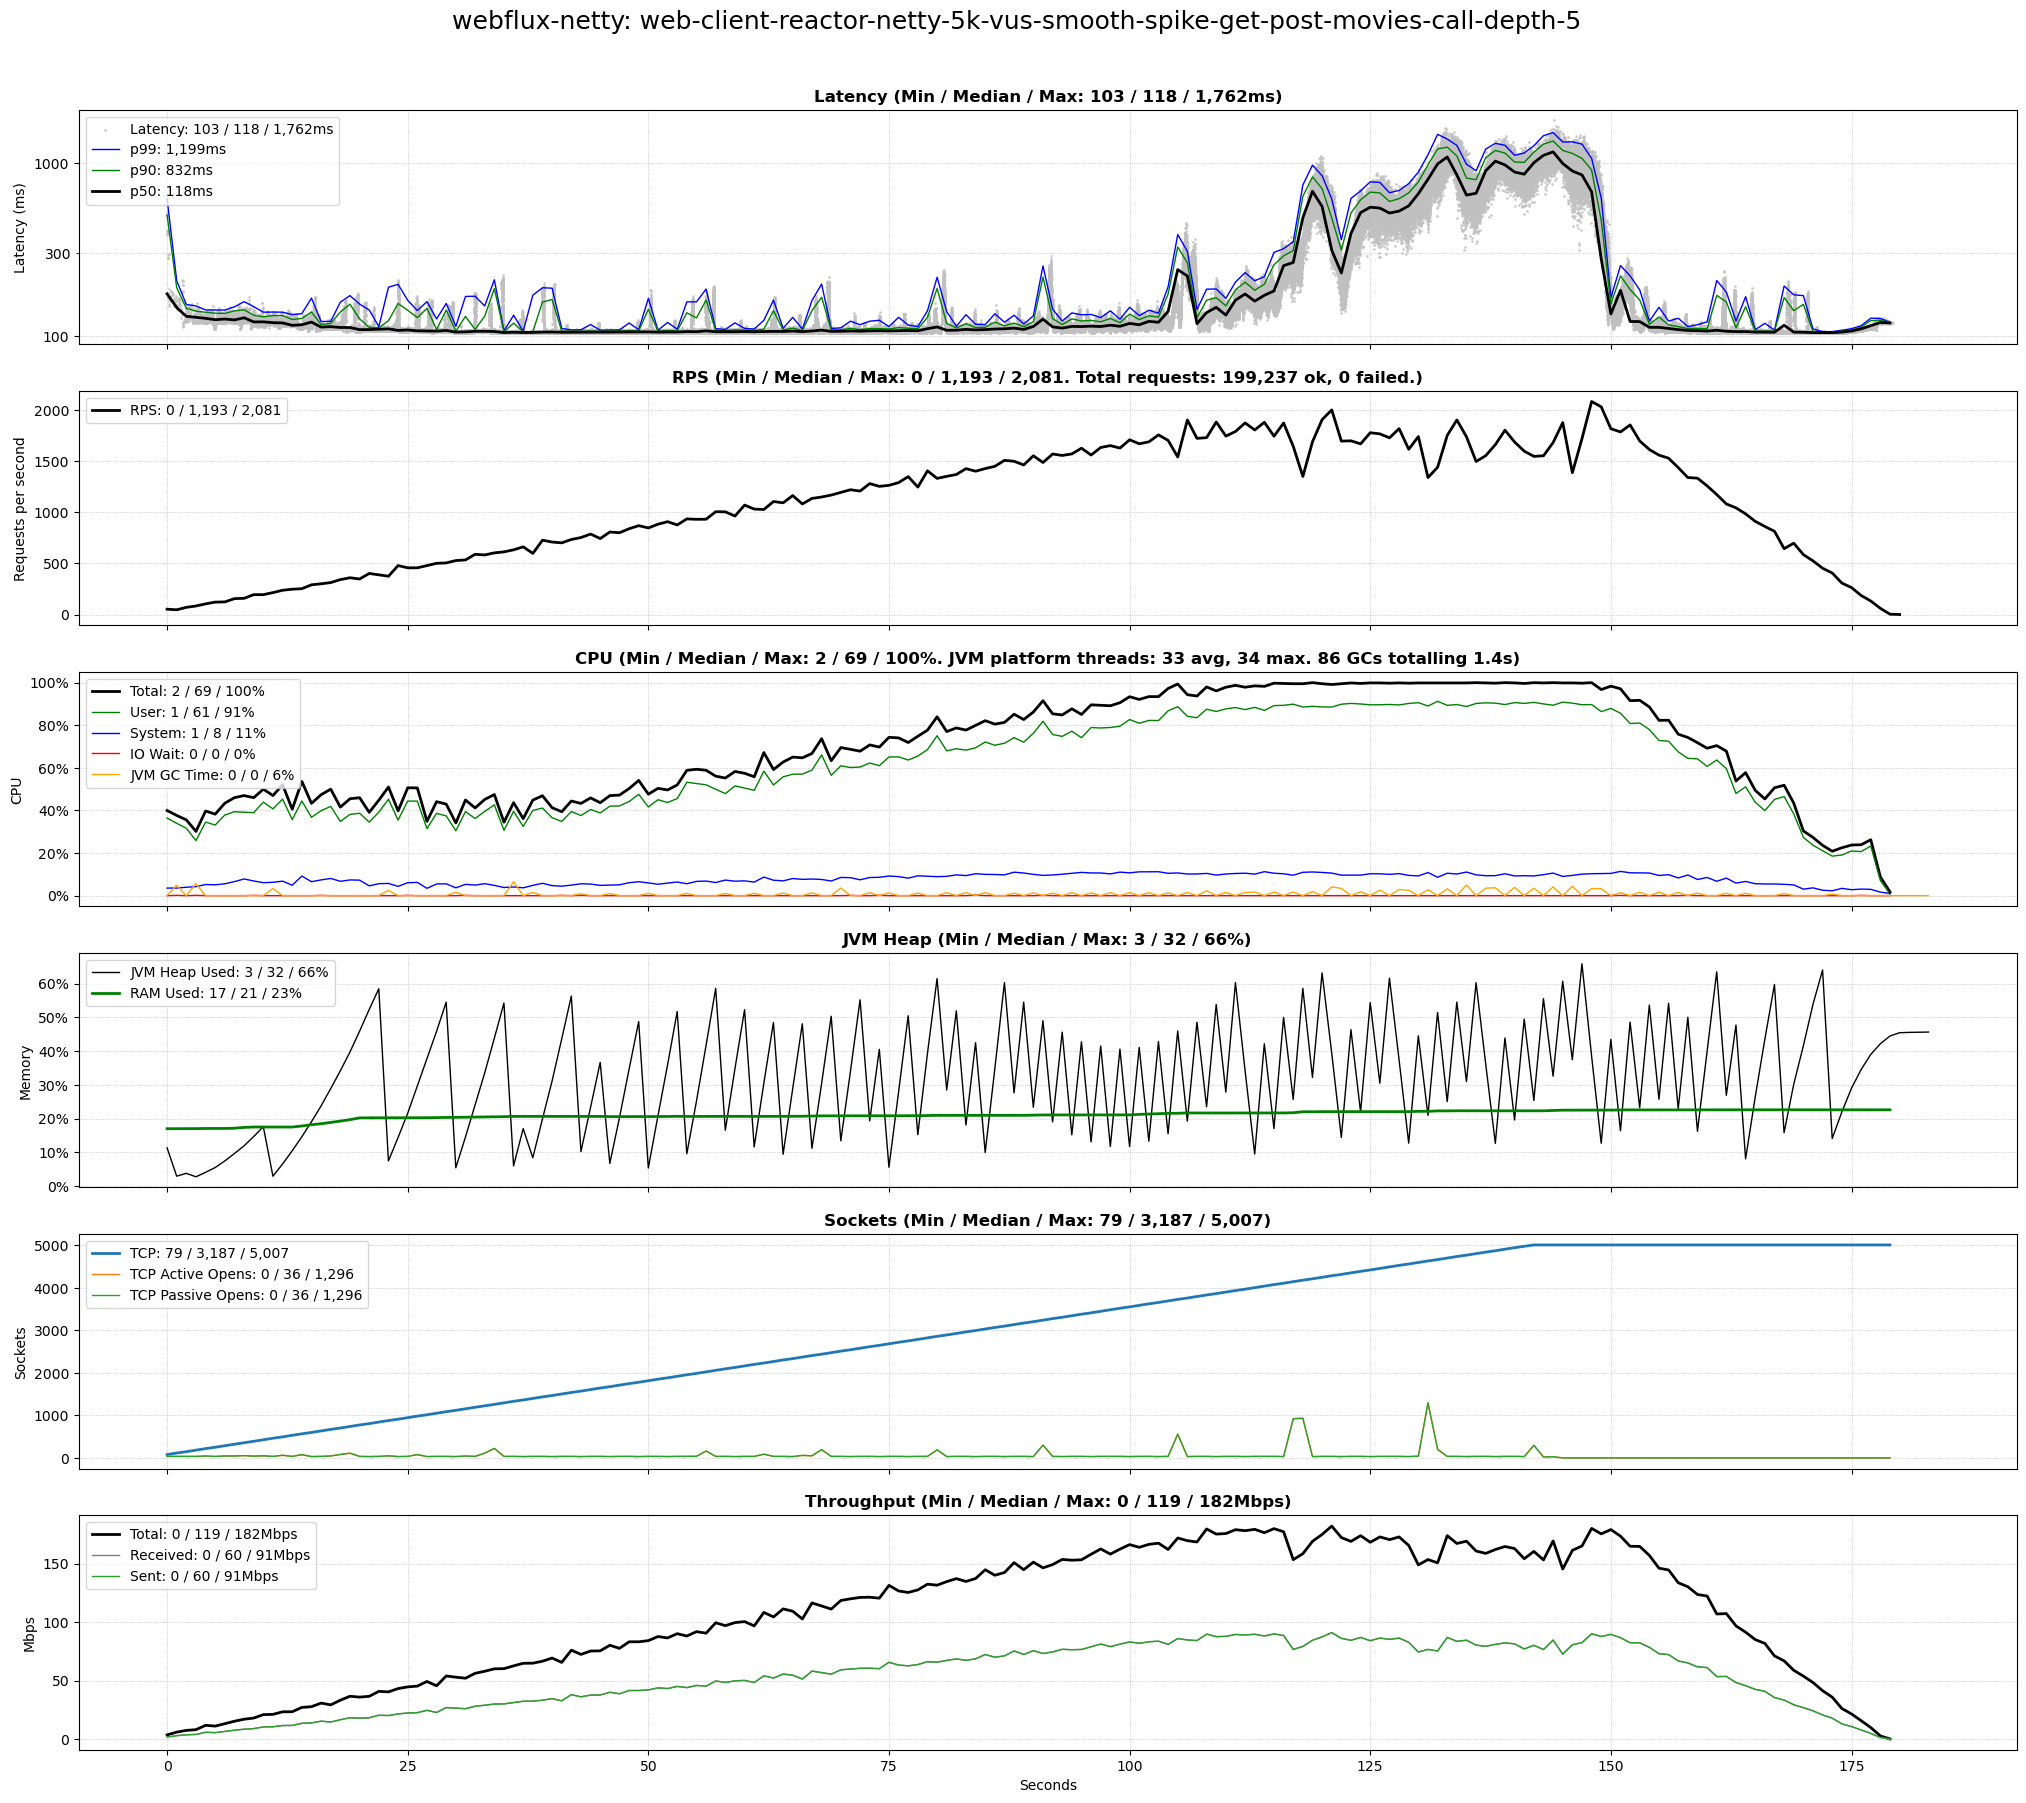 webflux-netty: web-client-reactor-netty-5k-vus-smooth-spike-get-post-movies-call-depth-5
Latency (Min / Median / Max: 103 / 118 / 1,762ms)
Latency: 103 / 118 / 1,762ms
p99: 1,199ms
p90: 832ms
p50: 118ms
Latency (ms)
1000
300
100
RPS (Min / Median / Max: 0 / 1,193 / 2,081. Total requests: 199,237 ok, 0 failed.)
RPS: 0 / 1,193 / 2,081
Requests per second
2000
1500
1000
500
0
CPU (Min / Median / Max: 2 / 69 / 100%. JVM platform threads: 33 avg, 34 max. 86 GCs totalling 1.4s)
Total: 2 / 69 / 100%
User: 1 / 61 / 91%
System: 1 / 8 / 11%
IO Wait: 0 / 0 / 0%
JVM GC Time: 0 / 0 / 6%
CPU
100%
80%
60%
40%
20%
0%
JVM Heap (Min / Median / Max: 3 / 32 / 66%)
JVM Heap Used: 3 / 32 / 66%
RAM Used: 17 / 21 / 23%
Memory
60%
50%
40%
30%
20%
10%
0%
Sockets (Min / Median / Max: 79 / 3,187 / 5,007)
TCP: 79 / 3,187 / 5,007
TCP Active Opens: 0 / 36 / 1,296
TCP Passive Opens: 0 / 36 / 1,296
Sockets
5000
4000
3000
2000
1000
0
Throughput (Min / Median / Max: 0 / 119 / 182Mbps)
Total: 0 / 119 / 182Mbps
Received: 0 / 60 / 91Mbps
Sent: 0 / 60 / 91Mbps
Mbps
150
100
50
0
0 25 50 75 100 125 150 175
Seconds